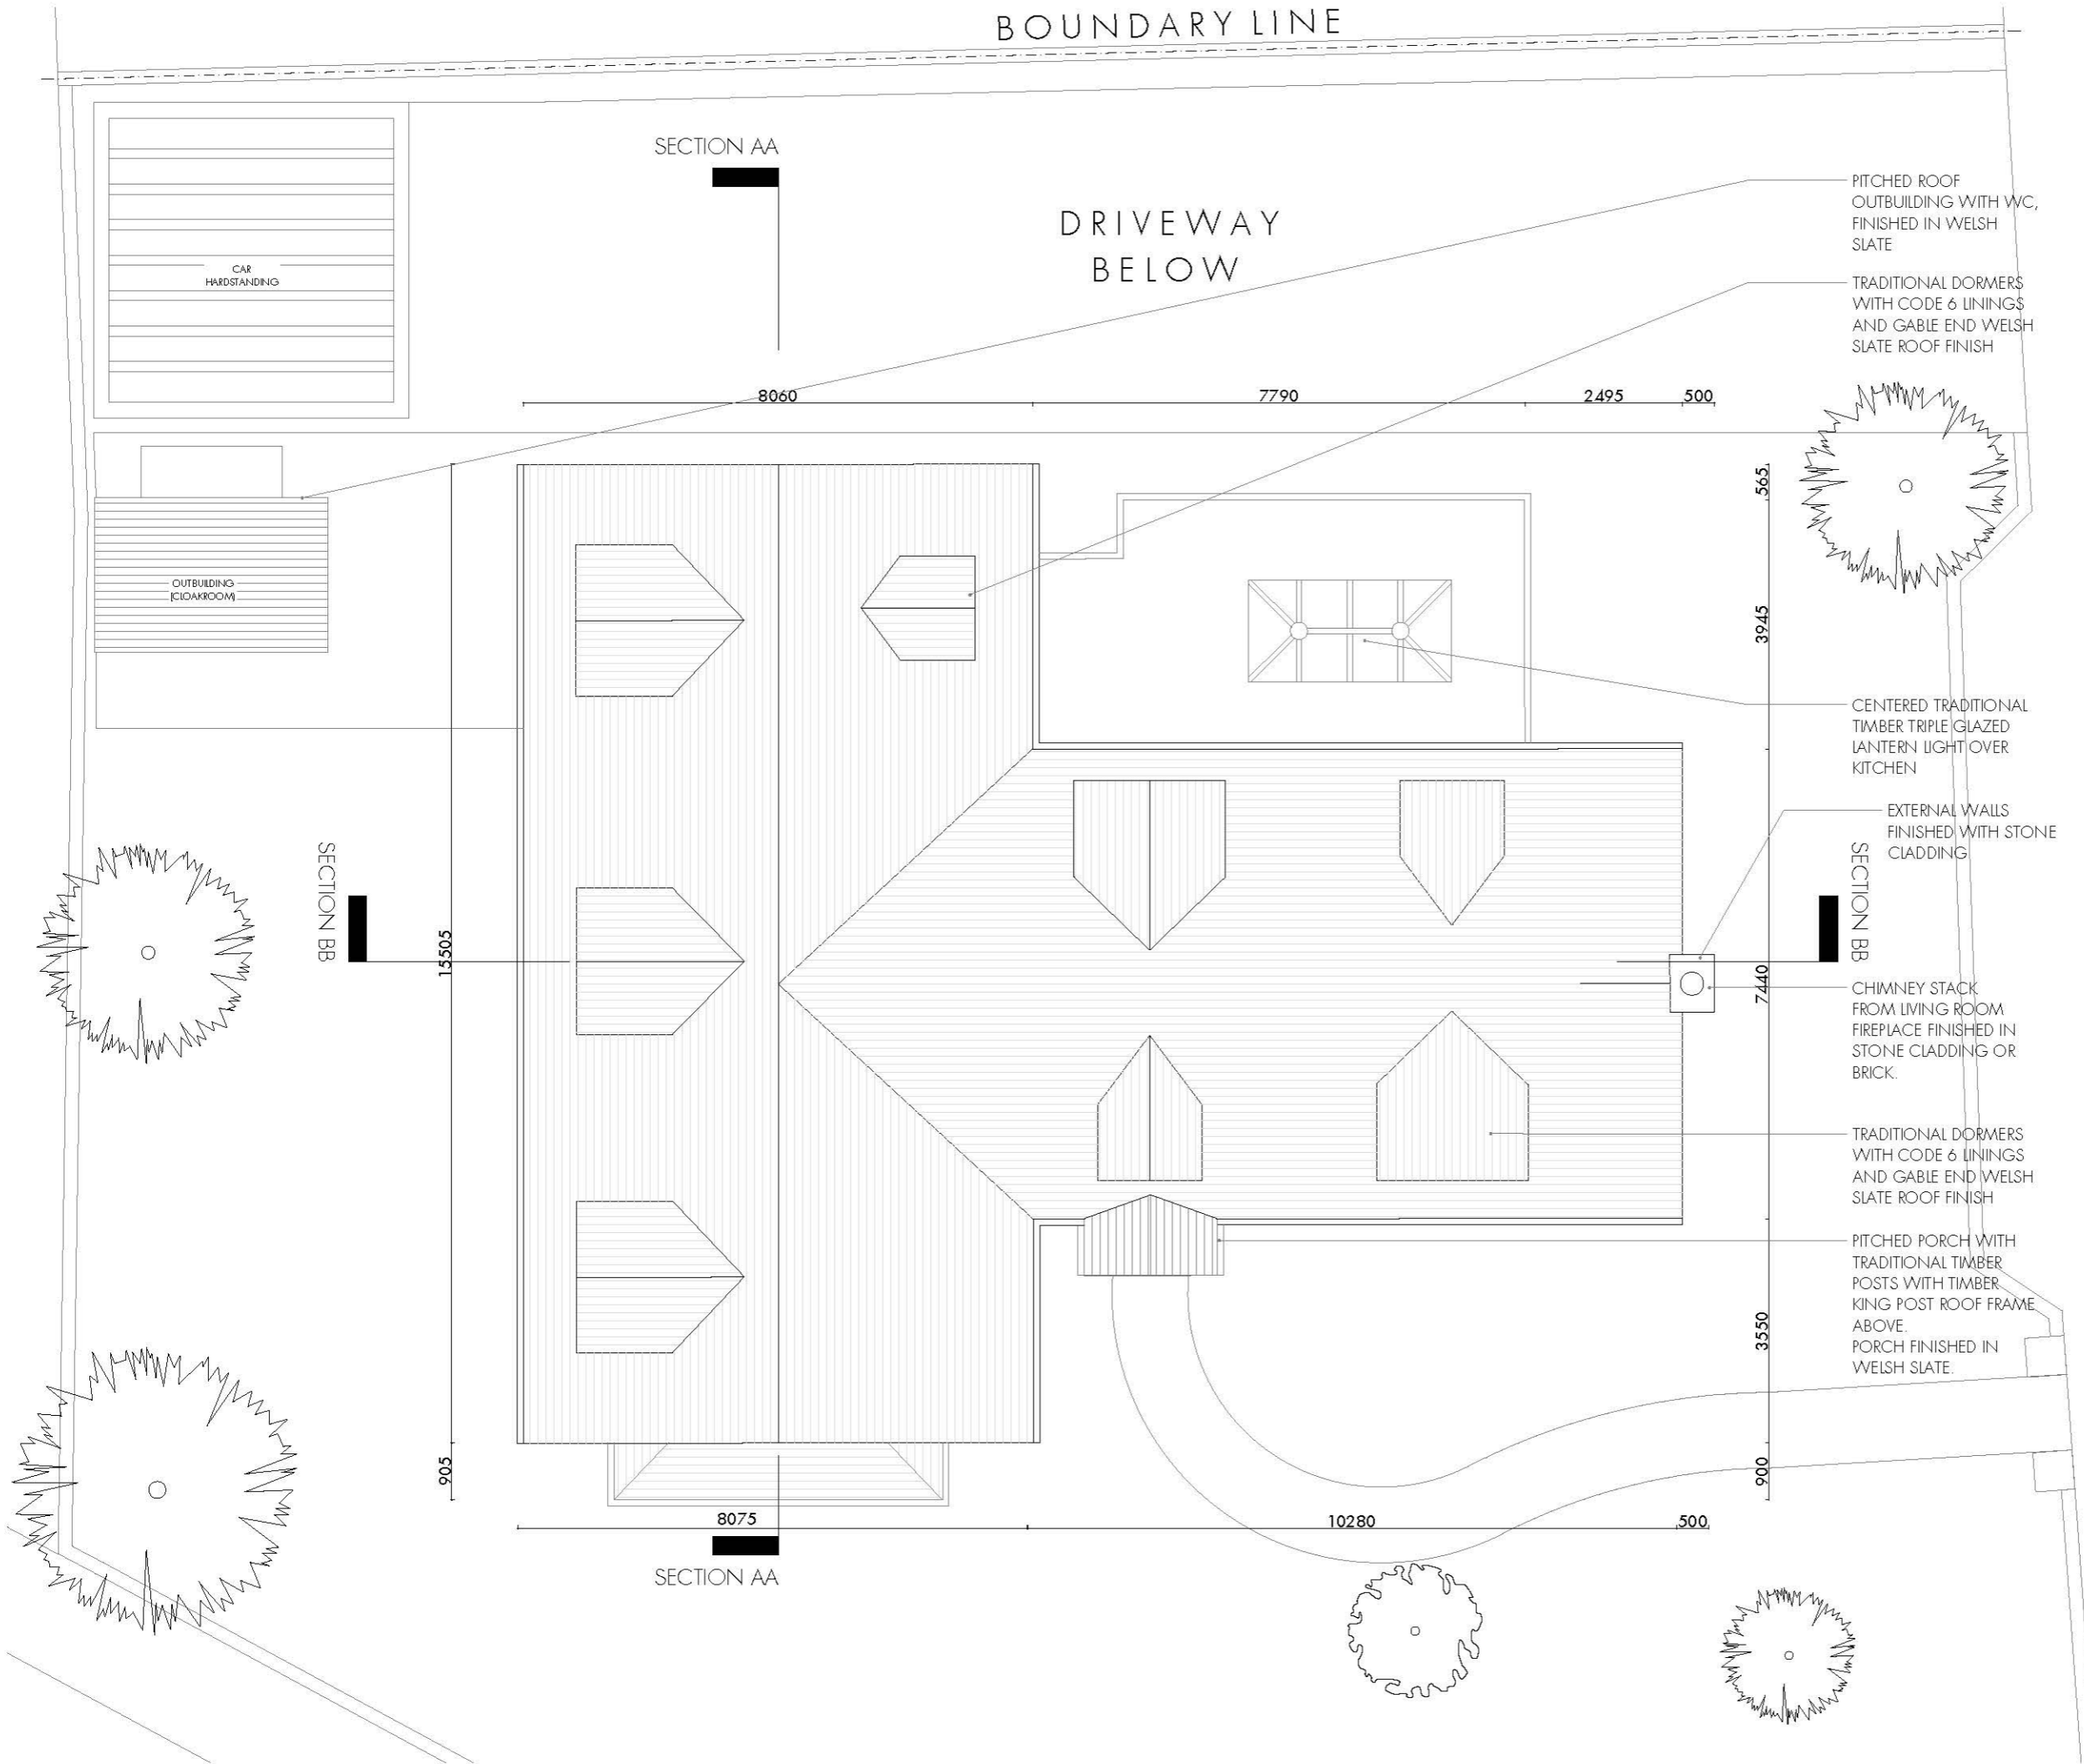 BOUNDARY LINE
SECTION AA
DRIVEWAY
BELOW
PITCHED ROOF
OUTBUILDING WITH WC,
FINISHED IN WELSH
SLATE
CAR
HARDSTANDING
TRADITIONAL DORMERS
WITH CODE 6 LININGS
AND GABLE END WELSH
SLATE ROOF FINISH
8060
7790
2495
500
565
OUTBUILDING
(CLOAKROOM)
3945
CENTERED TRADITIONAL
TIMBER TRIPLE GLAZED
LANTERN LIGHT OVER
KITCHEN
EXTERNAL WALLS
FINISHED WITH STONE
CLADDING
SECTION BB
SECTION BB
15505
7440
CHIMNEY STACK
FROM LIVING ROOM
FIREPLACE FINISHED IN
STONE CLADDING OR
BRICK.
TRADITIONAL DORMERS
WITH CODE 6 LININGS
AND GABLE END WELSH
SLATE ROOF FINISH
PITCHED PORCH WITH
TRADITIONAL TIMBER
POSTS WITH TIMBER
KING POST ROOF FRAME
ABOVE.
PORCH FINISHED IN
WELSH SLATE.
3550
905
900
8075
10280
500
SECTION AA